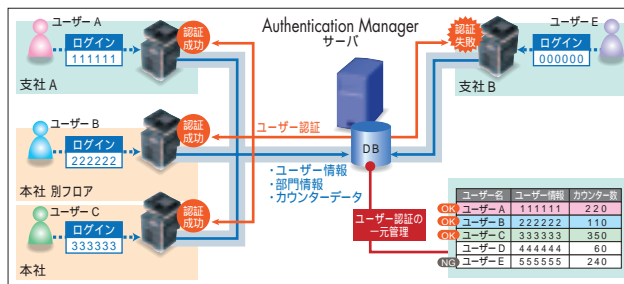 ユーザー A
ログイン
111111
認証
成功
支社 A
Authentication Manager
サーバ
認証
失敗
ユーザー E
ログイン
000000
支社 B
ユーザー B
ログイン
222222
認証
成功
本社 別フロア
ユーザー認証
DB
・ユーザー情報
・部門情報
・カウンターデータ
ユーザー C
ログイン
333333
認証
成功
本社
ユーザー認証の
一元管理
ユーザー名 ユーザー情報 カウンター数
OK ユーザー A 111111 220
OK ユーザー B 222222 110
OK ユーザー C 333333 350
ユーザー D 444444 60
NG ユーザー E 555555 240